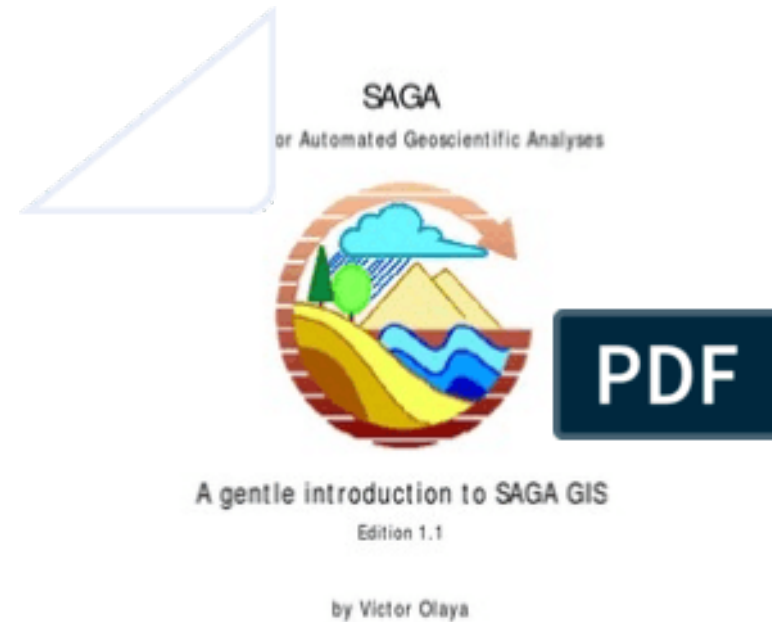 SAGA
or Automated Geoscientific Analyses
PDF
A gentle introduction to SAGA GIS
Edition 1.1
by Victor Olaya